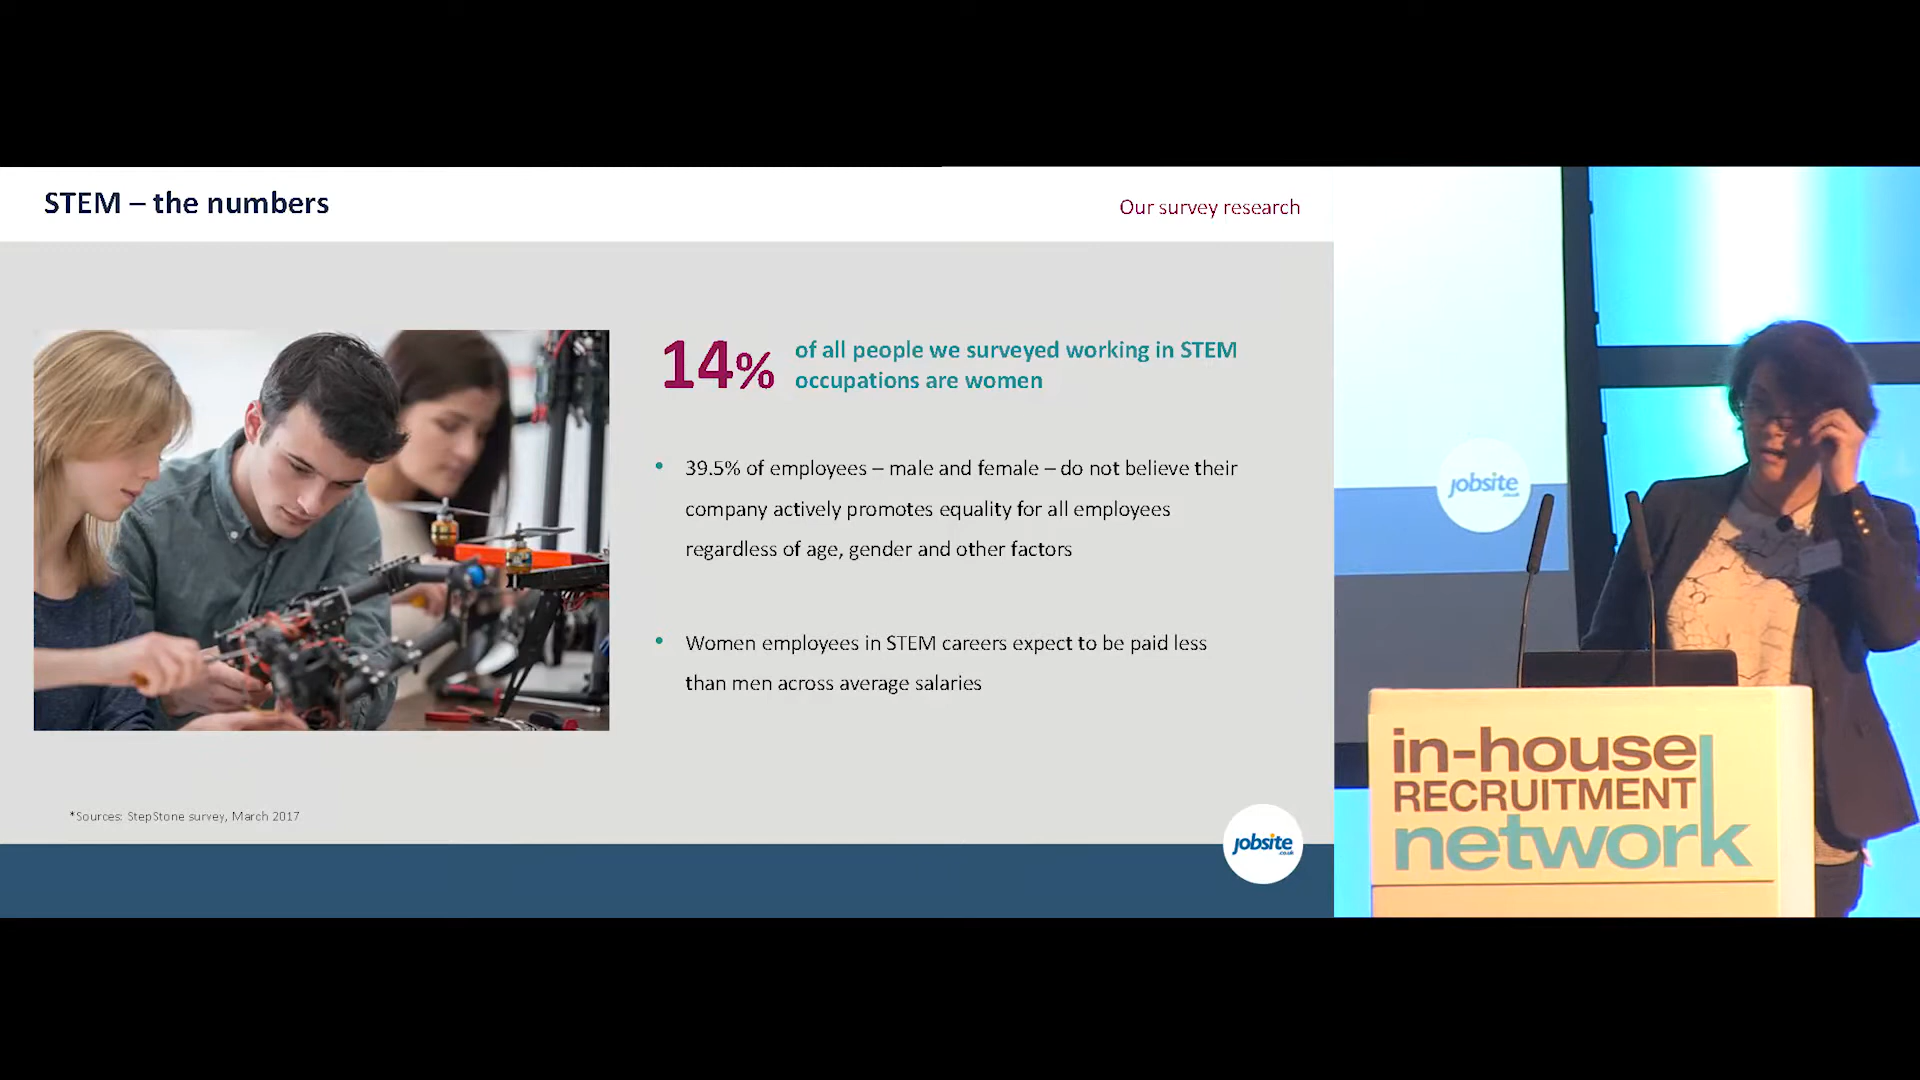 STEM – the numbers
Our survey research
14% of all people we surveyed working in STEM
occupations are women
• 39.5% of employees – male and female – do not believe their
company actively promotes equality for all employees
regardless of age, gender and other factors
• Women employees in STEM careers expect to be paid less
than men across average salaries
*Sources: StepStone survey, March 2017
jobsite
.co.uk
jobsite
in-house
RECRUITMENT
network